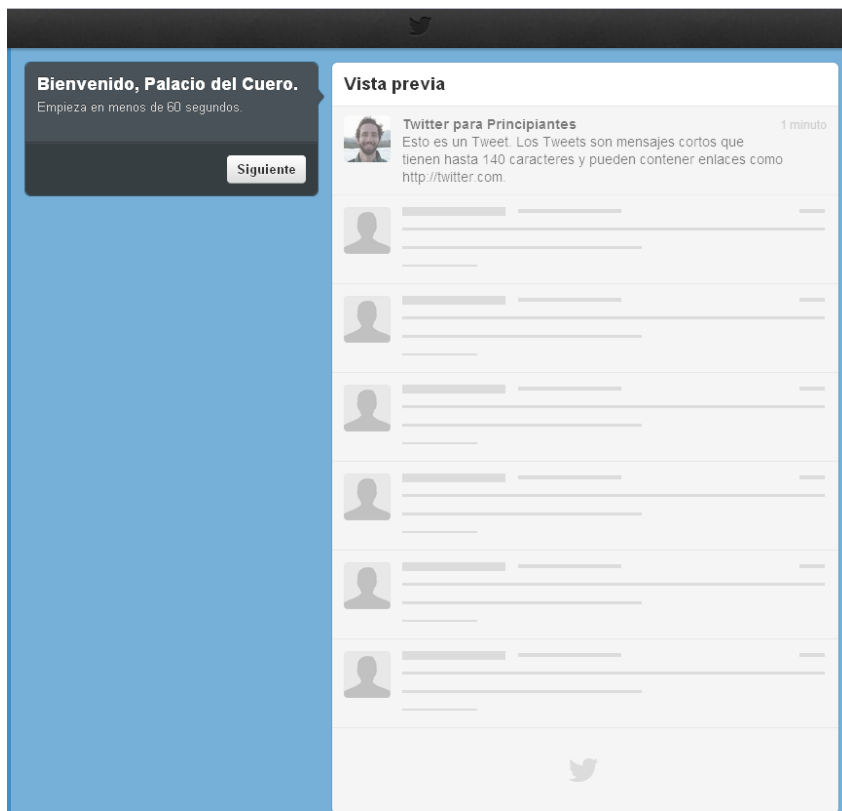 Bienvenido, Palacio del Cuero.
Empieza en menos de 60 segundos.
Siguiente
Vista previa
Twitter para Principiantes 1 minuto
Esto es un Tweet. Los Tweets son mensajes cortos que
tienen hasta 140 caracteres y pueden contener enlaces como
http://twitter.com.